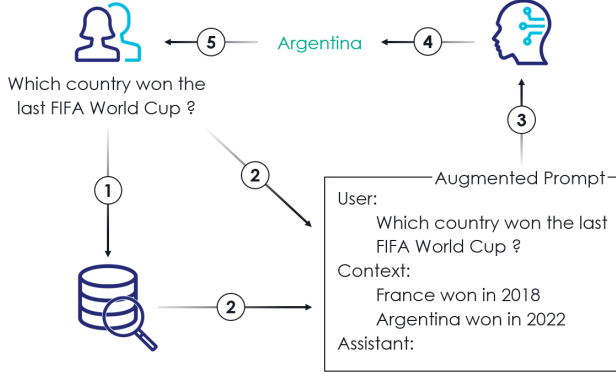 5
Argentina
4
Which country won the
last FIFA World Cup ?
3
1
2
Augmented Prompt
User:
Which country won the last
FIFA World Cup ?
Context:
France won in 2018
Argentina won in 2022
Assistant:
2